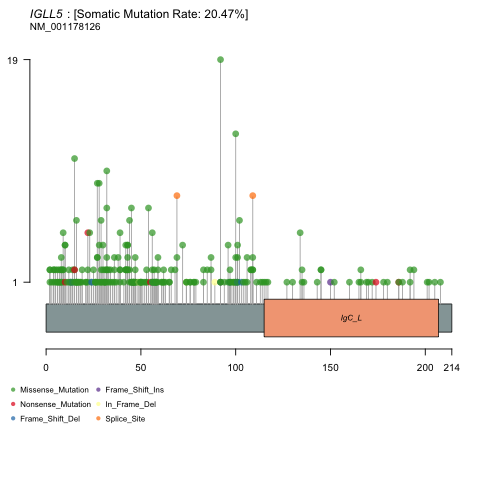 IGLL5 : [Somatic Mutation Rate: 20.47%]
NM_001178126
19
1
IgC_L
0 50 100 150 200 214
Missense_Mutation Frame_Shift_Ins
Nonsense_Mutation In_Frame_Del
Frame_Shift_Del Splice_Site